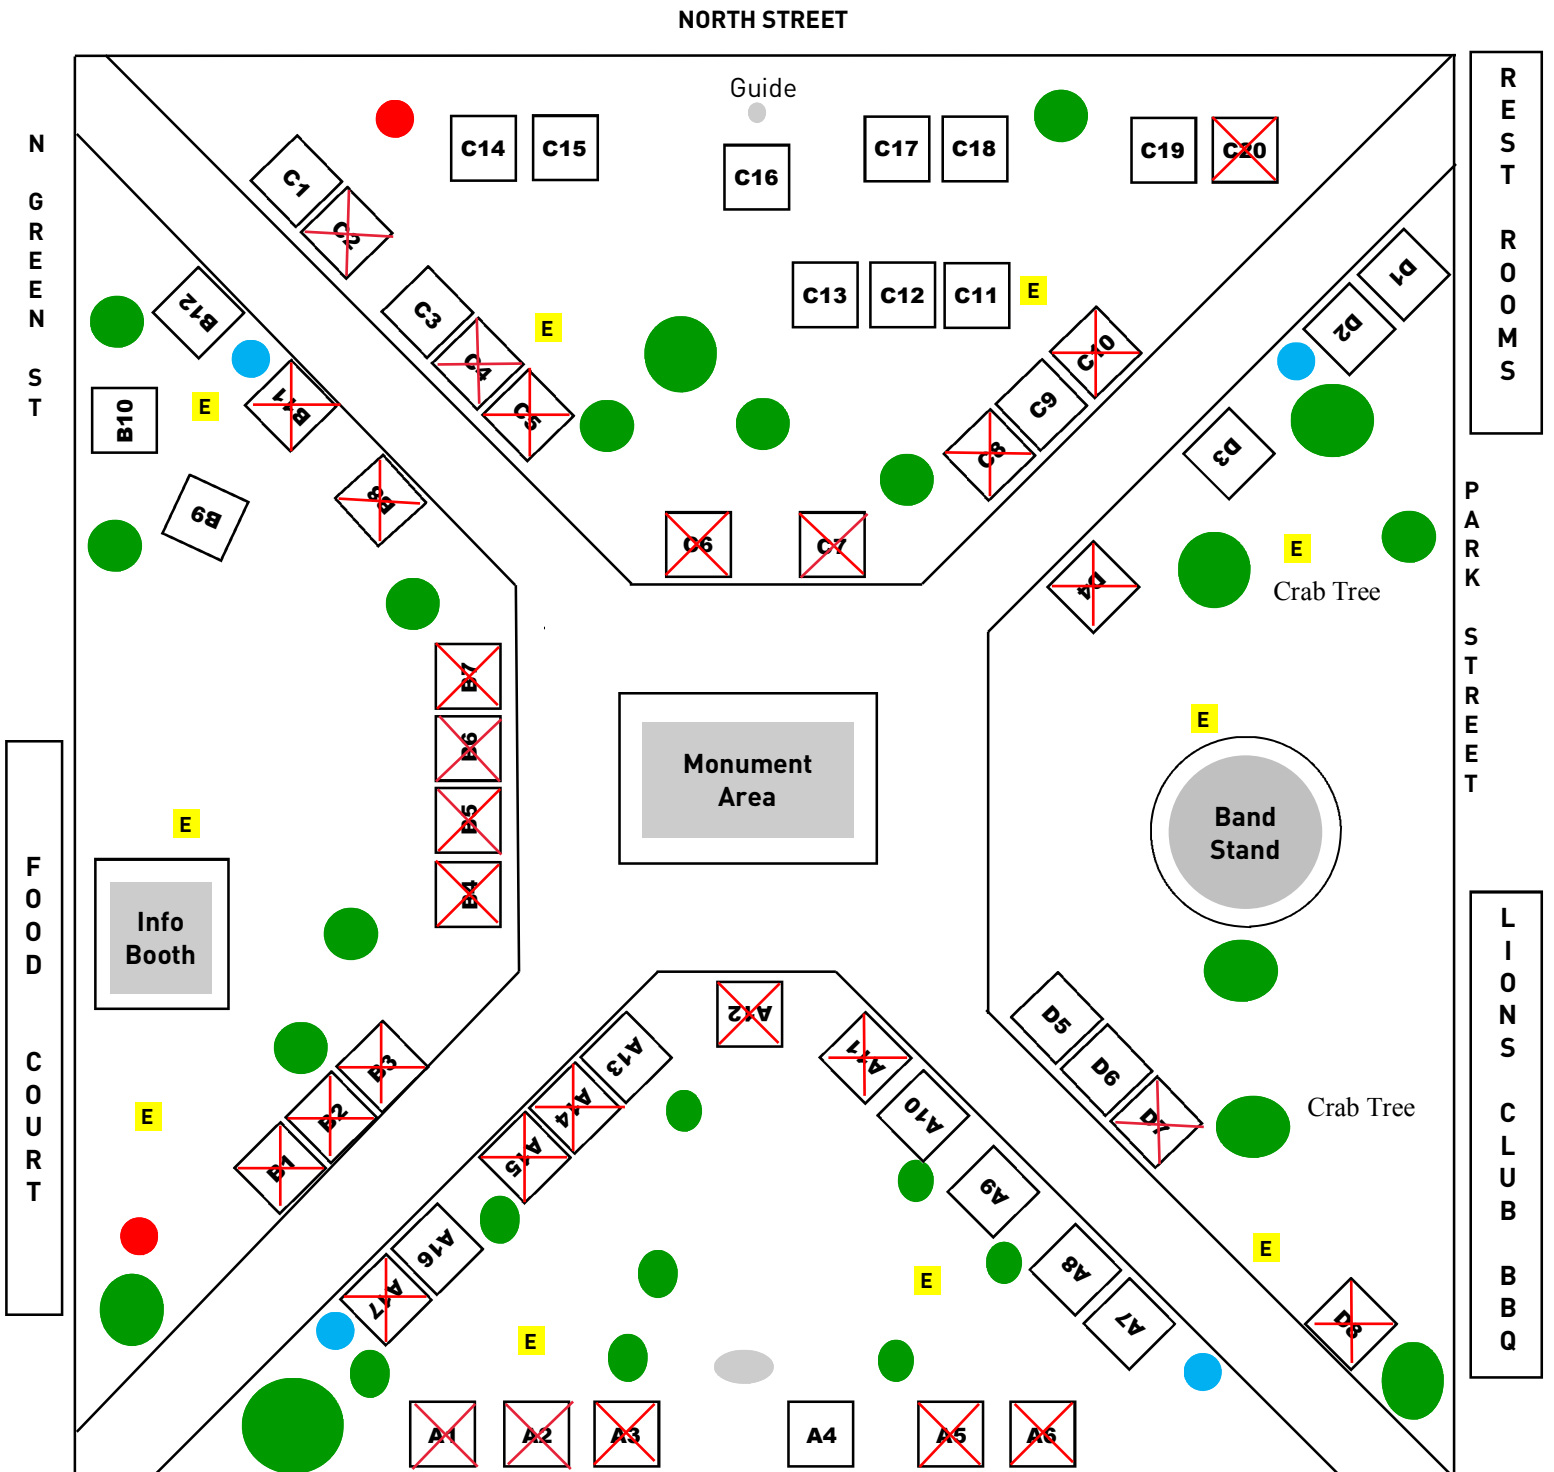 NORTH STREET
Guide
C14
C15
C16
C17
C18
C19
C20
C1
C2
C3
C4
C5
C13
C12
C11
E
E
C10
C9
C8
C6
C7
N GREEN ST
B12
B11
B10
E
B9
B8
B7
B6
B5
B4
E
Info
Booth
FOOD COURT
B3
B2
B1
E
REST ROOMS
D1
D2
D3
D4
E
Crab Tree
PARK STREET
E
Band
Stand
Monument
Area
D5
D6
D7
Crab Tree
E
D8
LIONS CLUB BBQ
A12
A13
A14
A15
A16
A17
A11
A10
A9
A8
A7
E
E
A1
A2
A3
A4
A5
A6